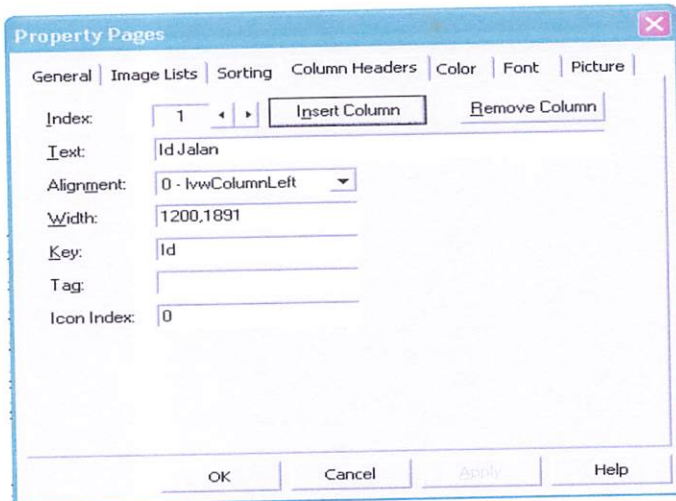 Property Pages
General Image Lists Sorting Column Headers Color Font Picture
Index: 1 Insert Column Remove Column
Text: Id Jalan
Alignment: 0 - lvwColumnLeft
Width: 1200,1891
Key: Id
Tag:
Icon Index: 0
OK Cancel Apply Help